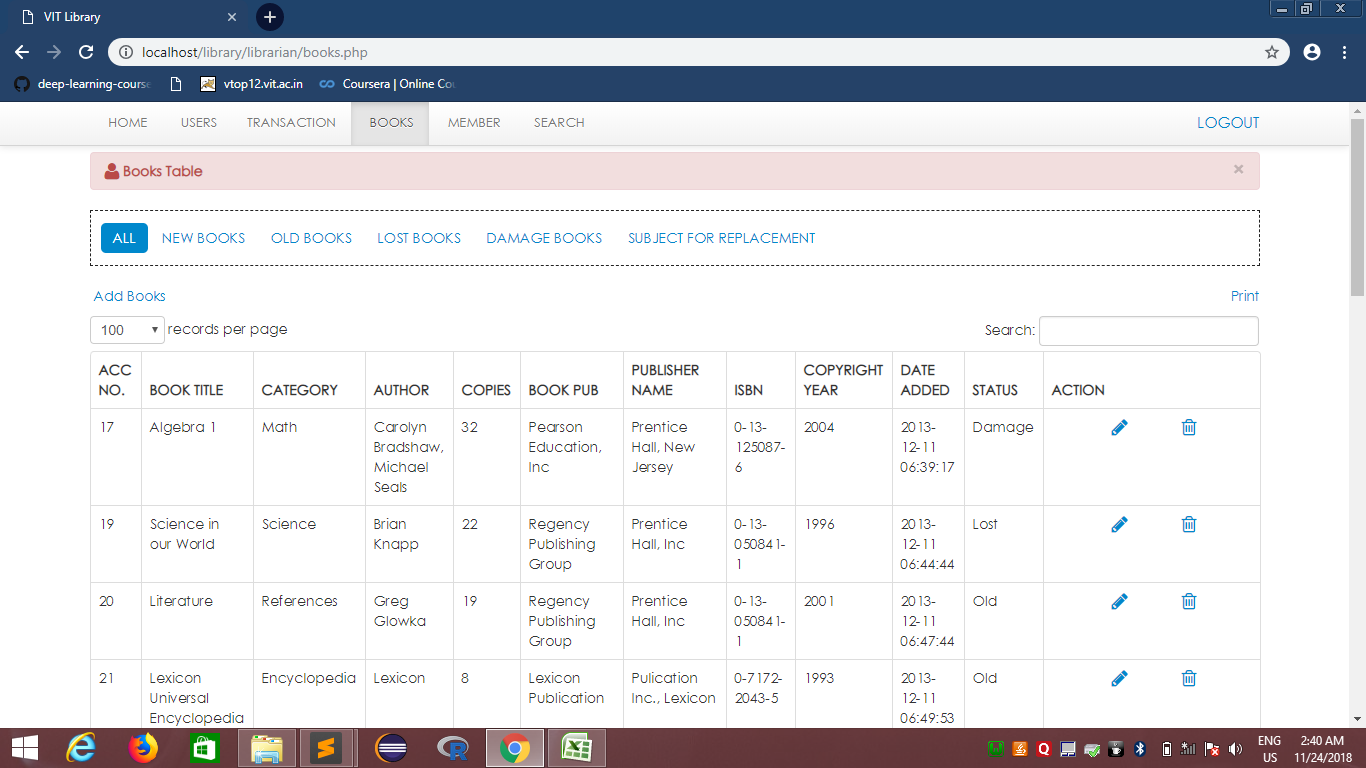 VIT Library
localhost/library/librarian/books.php
deep-learning-course
vtop12.vit.ac.in
Coursera | Online Co
HOME USERS TRANSACTION BOOKS MEMBER SEARCH LOGOUT
Books Table ×
ALL NEW BOOKS OLD BOOKS LOST BOOKS DAMAGE BOOKS SUBJECT FOR REPLACEMENT
Add Books Print
100 records per page Search:
ACC NO. BOOK TITLE CATEGORY AUTHOR COPIES BOOK PUB PUBLISHER NAME ISBN COPYRIGHT YEAR DATE ADDED STATUS ACTION
17 Algebra 1 Math Carolyn Bradshaw, Michael Seals 32 Pearson Education, Inc Prentice Hall, New Jersey 0-13-125087-6 2004 2013-12-11 06:39:17 Damage
19 Science in our World Science Brian Knapp 22 Regency Publishing Group Prentice Hall, Inc 0-13-050841-1 1996 2013-12-11 06:44:44 Lost
20 Literature References Greg Glowka 19 Regency Publishing Group Prentice Hall, Inc 0-13-050841-1 2001 2013-12-11 06:47:44 Old
21 Lexicon Universal Encyclopedia Encyclopedia Lexicon 8 Lexicon Publication Pulication Inc., Lexicon 0-7172-2043-5 1993 2013-12-11 06:49:53 Old
ENG 2:40 AM
US 11/24/2018